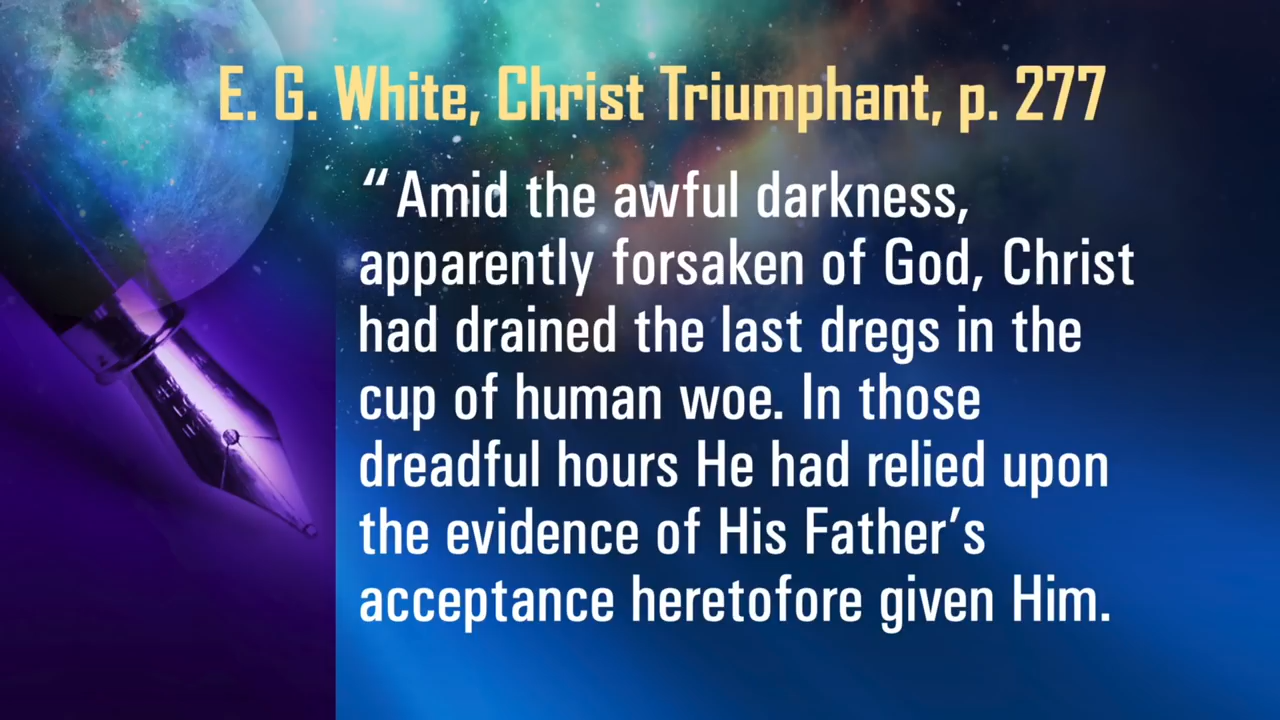 E. G. White, Christ Triumphant, p. 277
“Amid the awful darkness,
apparently forsaken of God, Christ
had drained the last dregs in the
cup of human woe. In those
dreadful hours He had relied upon
the evidence of His Father’s
acceptance heretofore given Him.